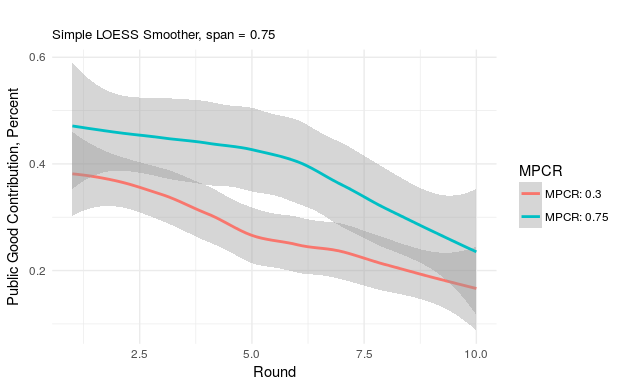 Simple LOESS Smoother, span = 0.75
Public Good Contribution, Percent
0.6
0.4
0.2
2.5
5.0
7.5
10.0
Round
MPCR
MPCR: 0.3
MPCR: 0.75